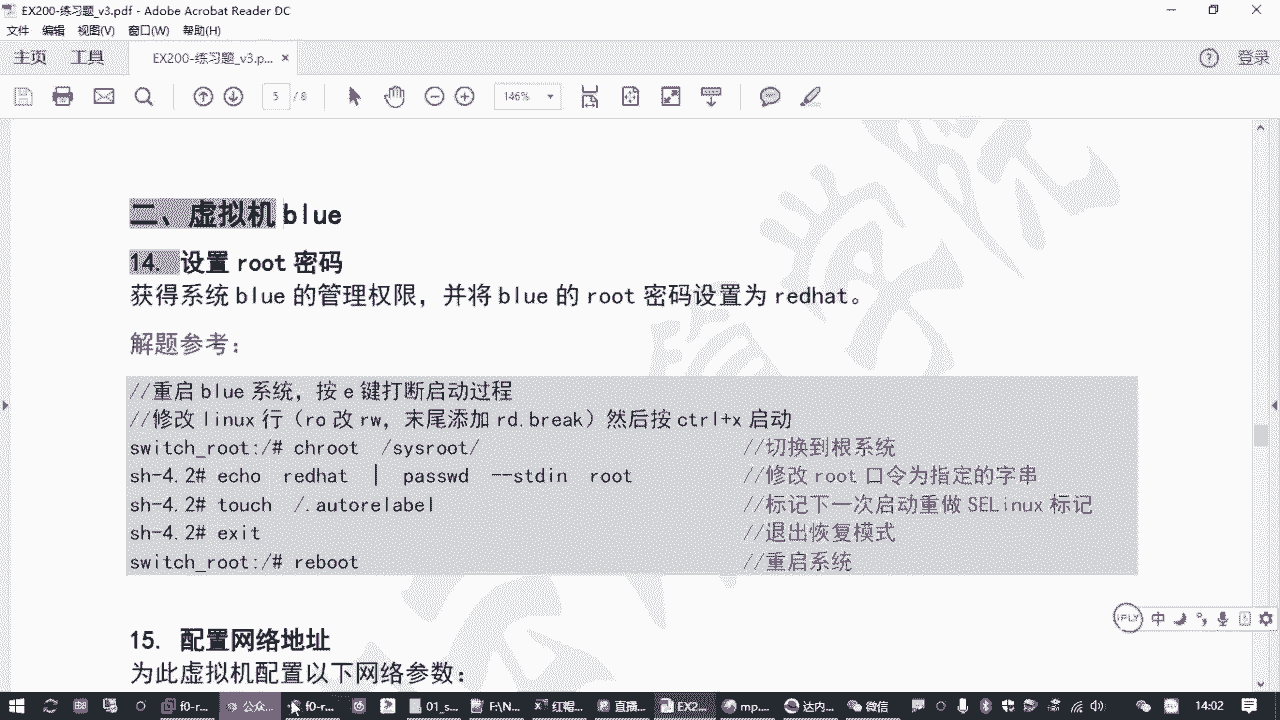 EX200-练习题_v3.pdf - Adobe Acrobat Reader DC
文件 编辑 视图(V) 窗口(W) 帮助(H)
主页 工具 EX200-练习题_v3.p... × 登录
5 / 8 146%
二、虚拟机 blue
14. 设置 root 密码
获得系统 blue 的管理权限，并将 blue 的 root 密码设置为 redhat。
解题参考：
//重启 blue 系统，按 e 键打断启动过程
//修改 linux 行（ro 改 rw，末尾添加 rd.break）然后按 ctrl+x 启动
switch_root:/# chroot /sysroot/ //切换到根系统
sh-4.2# echo redhat | passwd --stdin root //修改 root 口令为指定的字串
sh-4.2# touch /.autorelabel //标记下一次启动重做 SELinux 标记
sh-4.2# exit //退出恢复模式
switch_root:/# reboot //重启系统
15. 配置网络地址
为此虚拟机配置以下网络参数：
iFLY 中
f0-r... 公众... f0-r... 01_s... F:\N... 直播... EX2... mp.... 达内... 微信 14:02